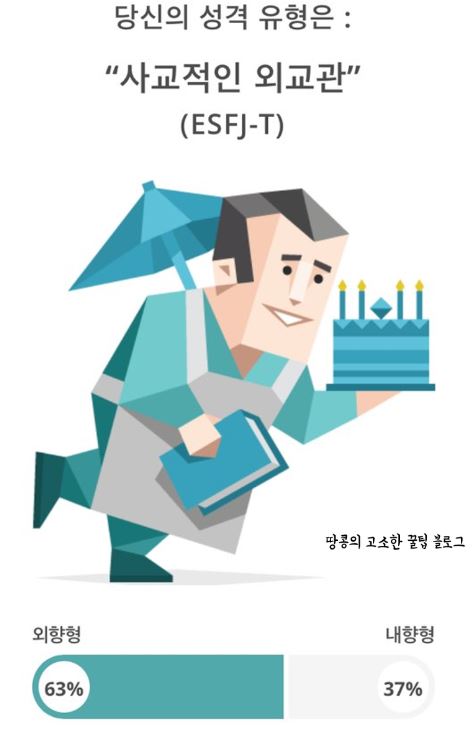 당신의 성격 유형은 :
“사교적인 외교관”
(ESFJ-T)
땅콩의 고소한 꿀팁 블로그
외향형 내향형
63% 37%